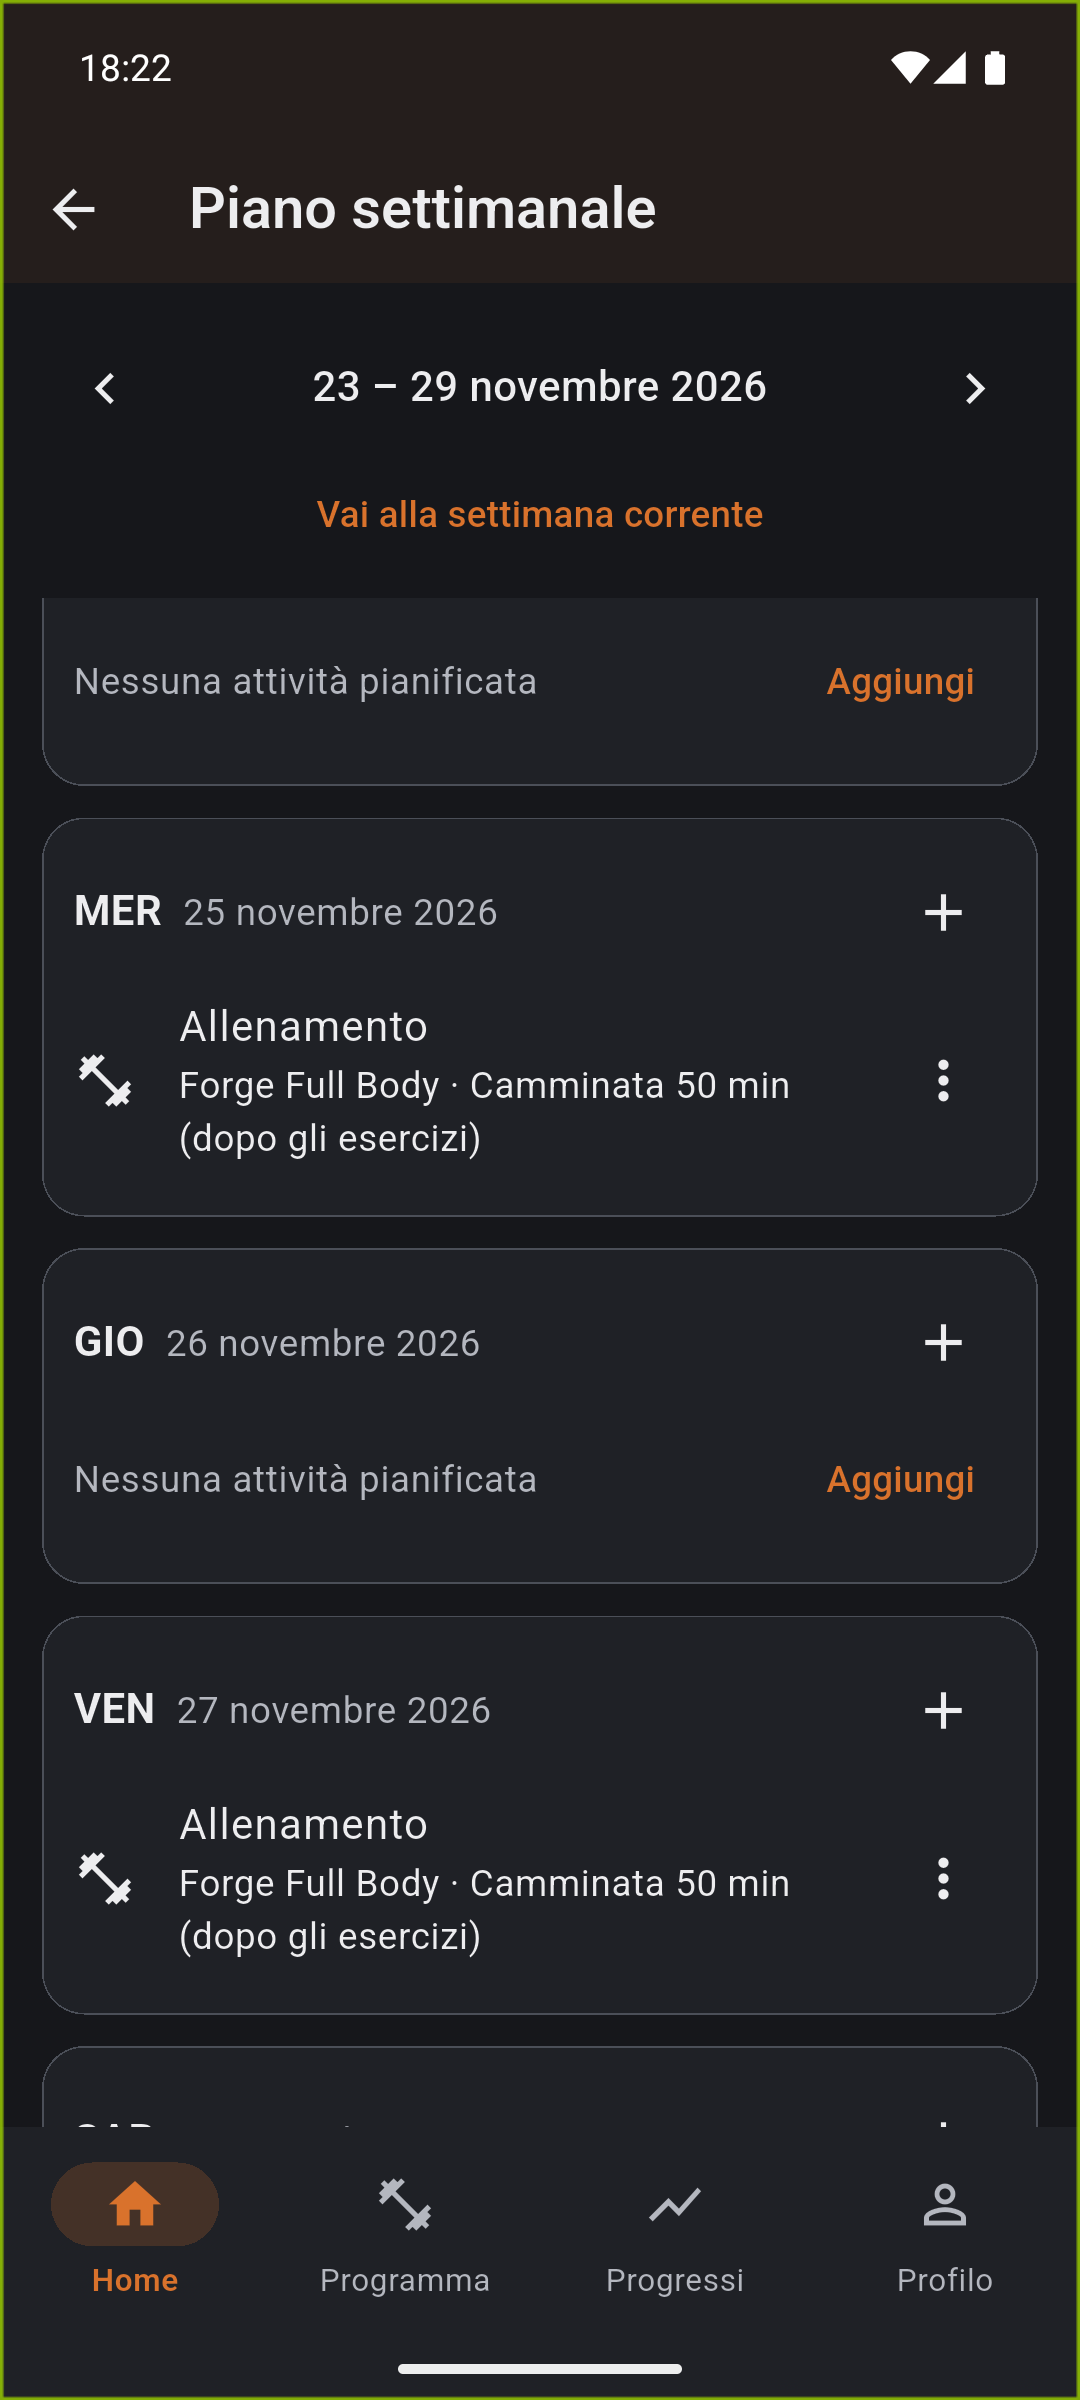 18:22
Piano settimanale
23 – 29 novembre 2026
Vai alla settimana corrente
Nessuna attività pianificata Aggiungi
MER 25 novembre 2026
Allenamento
Forge Full Body · Camminata 50 min
(dopo gli esercizi)
GIO 26 novembre 2026
Nessuna attività pianificata Aggiungi
VEN 27 novembre 2026
Allenamento
Forge Full Body · Camminata 50 min
(dopo gli esercizi)
Home Programma Progressi Profilo